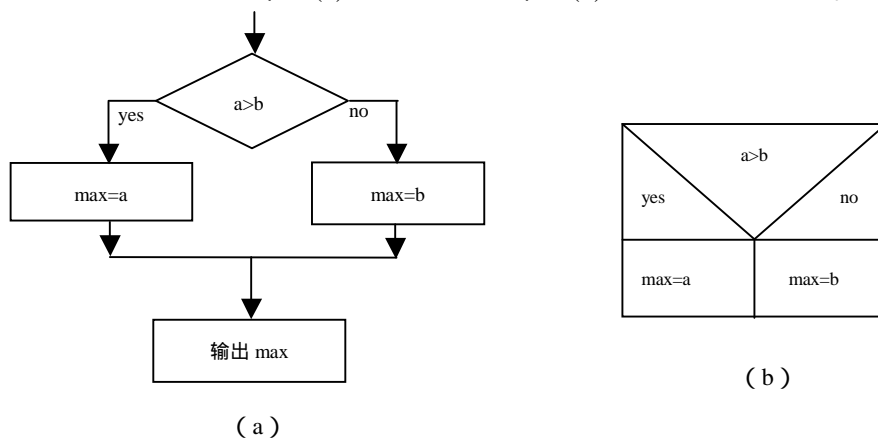 a>b
yes
no
max=a
max=b
输出 max
(a)
a>b
yes
no
max=a
max=b
(b)